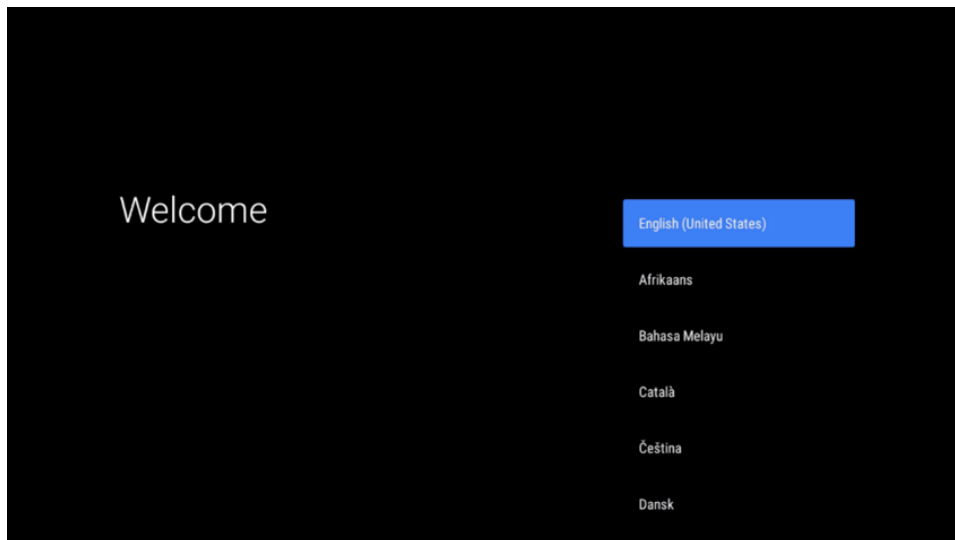 Welcome
English (United States)
Afrikaans
Bahasa Melayu
Català
Čeština
Dansk